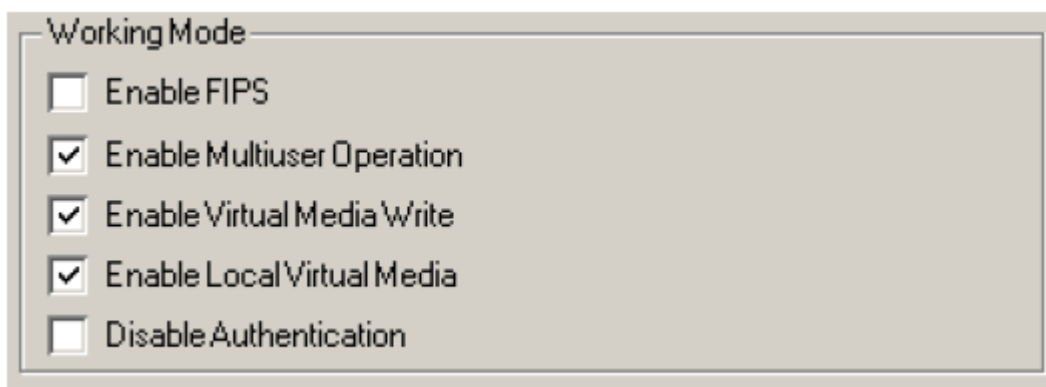 Working Mode
Enable FIPS
Enable Multiuser Operation
Enable Virtual Media Write
Enable Local Virtual Media
Disable Authentication